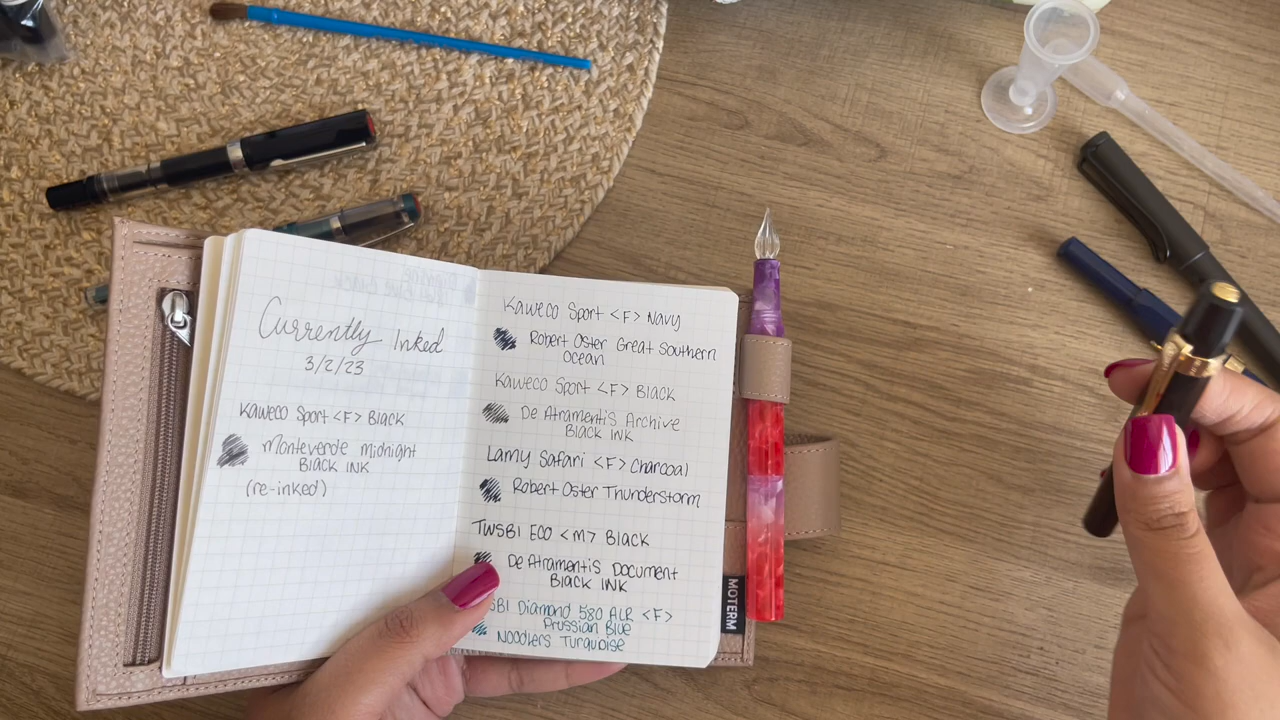 Currently Inked
3/2/23
Kaweco Sport <F> Black
Monteverde Midnight
Black Ink
(re-inked)
Kaweco Sport <F> Navy
Robert Oster Great Southern
Ocean
Kaweco Sport <F> Black
De Atramentis Archive
Black Ink
Lamy Safari <F> Charcoal
Robert Oster Thunderstorm
TWSBI ECO <M> Black
De Atramentis Document
Black Ink
SBI Diamond 580 ALR <F>
Prussian Blue
Noodlers Turquoise
MOTERM